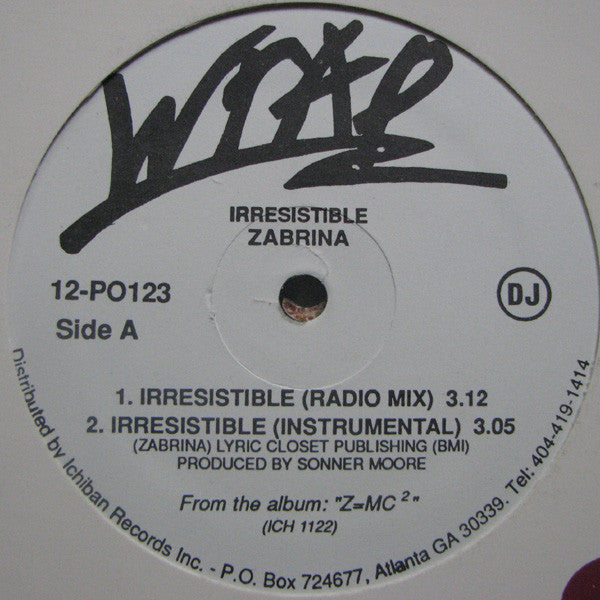 WRAP
IRRESISTIBLE
ZABRINA
12-PO123
DJ
Side A
1. IRRESISTIBLE (RADIO MIX) 3.12
2. IRRESISTIBLE (INSTRUMENTAL) 3.05
(ZABRINA) LYRIC CLOSET PUBLISHING (BMI)
PRODUCED BY SONNER MOORE
From the album: "Z=MC²"
(ICH 1122)
Distributed by Ichiban Records Inc. - P.O. Box 724677, Atlanta GA 30339. Tel: 404-419-1414